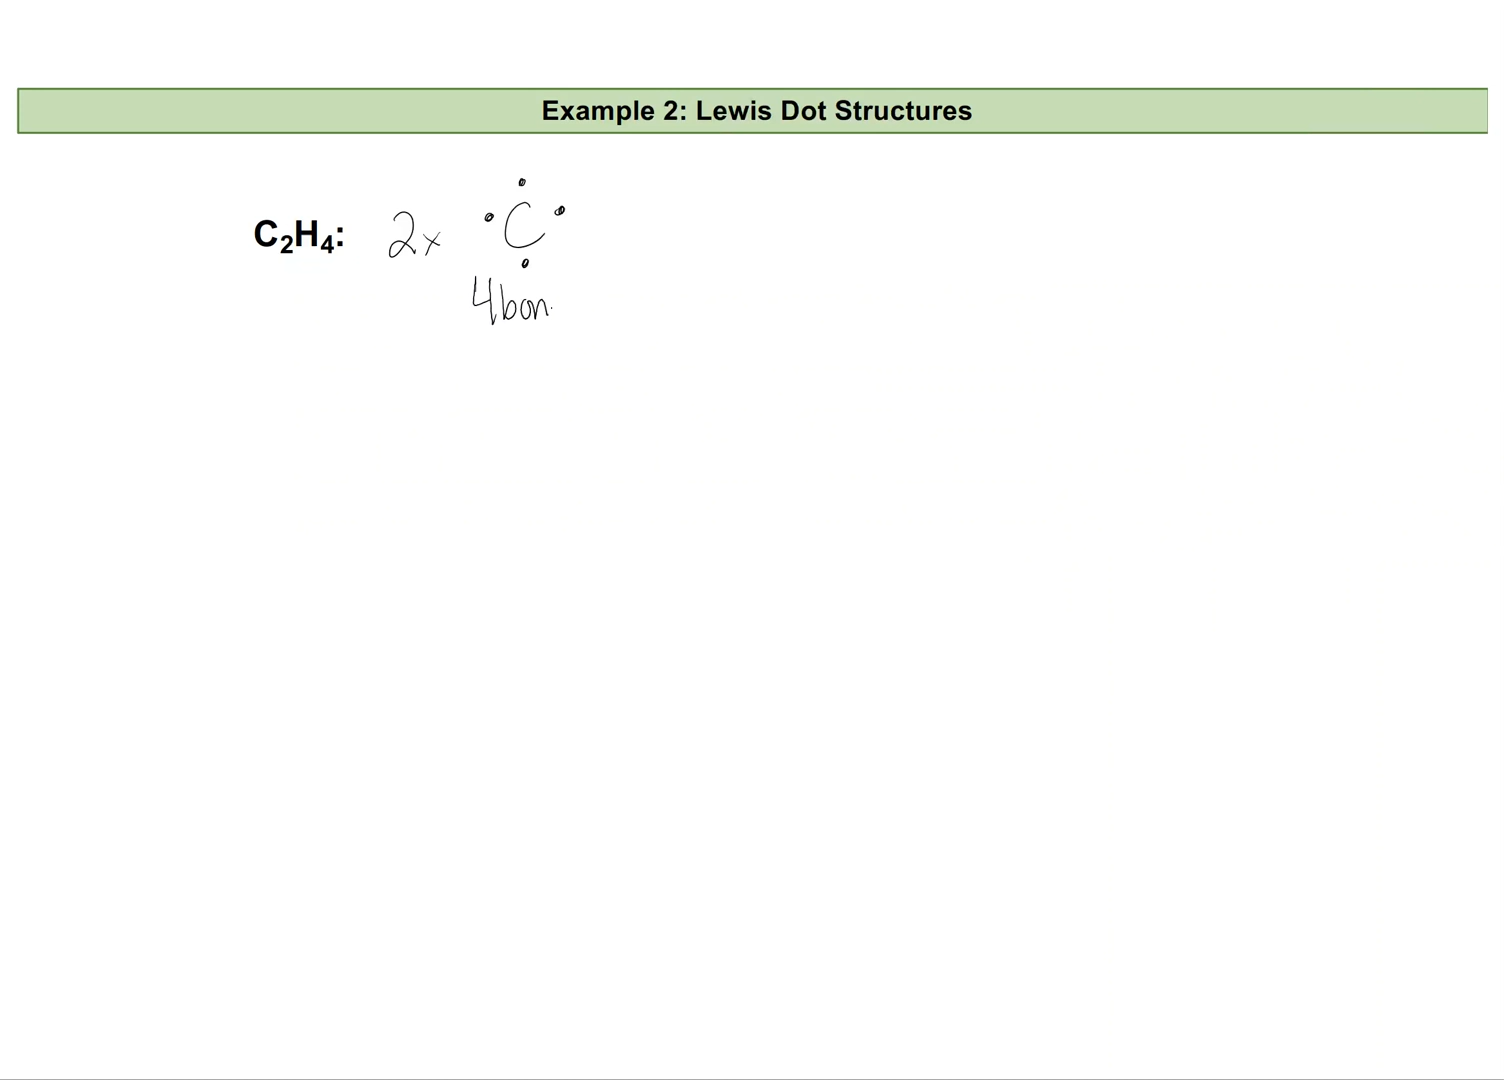 Example 2: Lewis Dot Structures
C₂H₄: 2x C
4bon